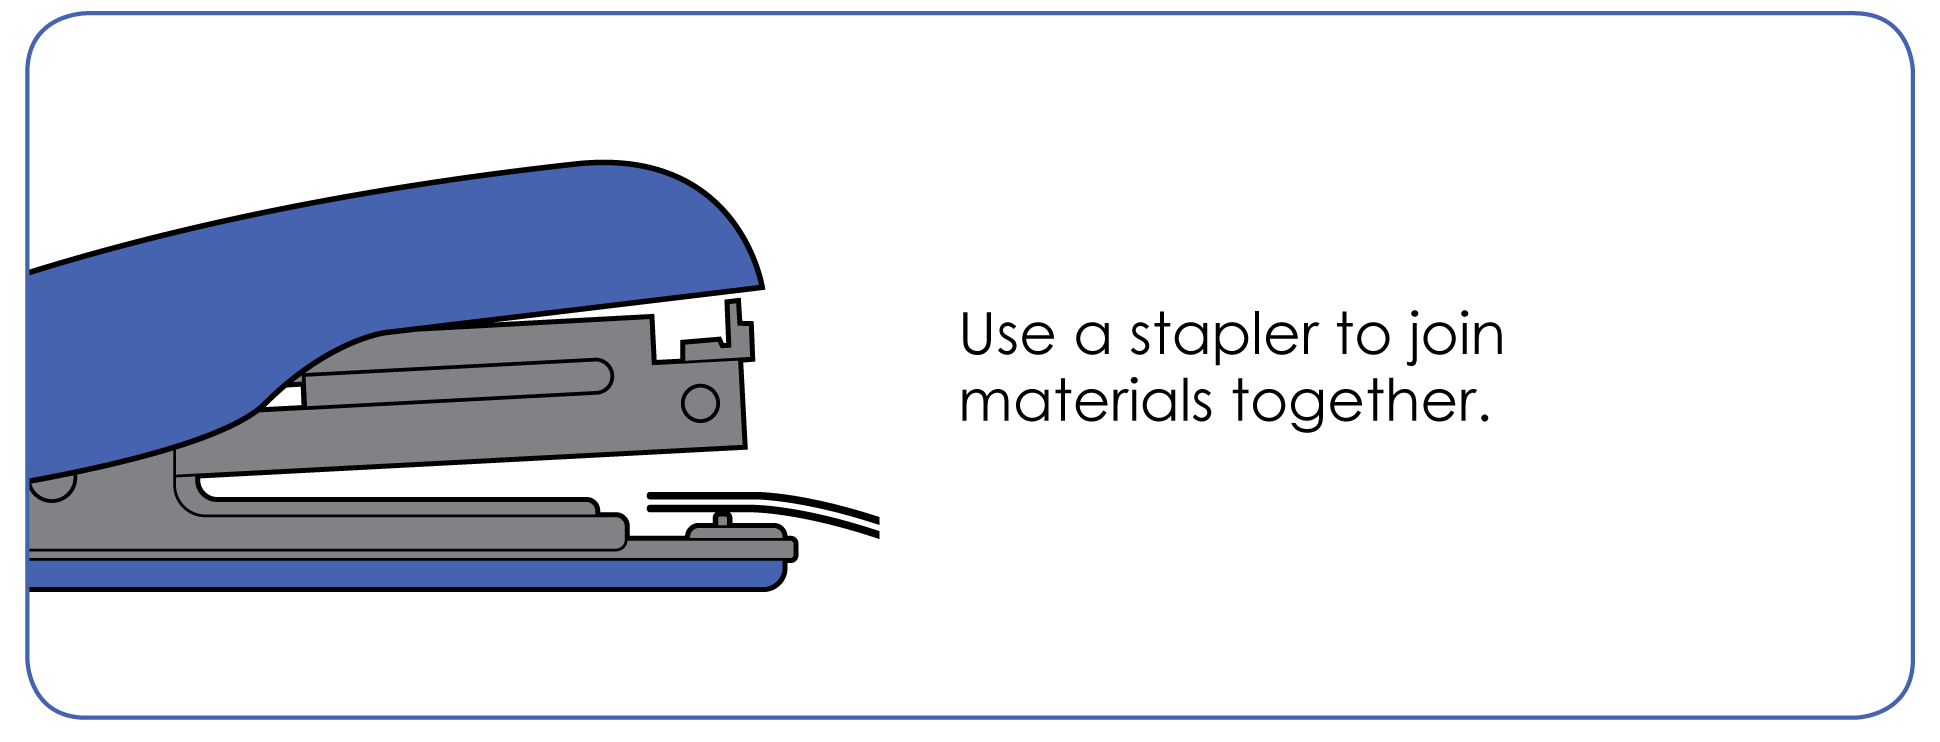 Use a stapler to join
materials together.